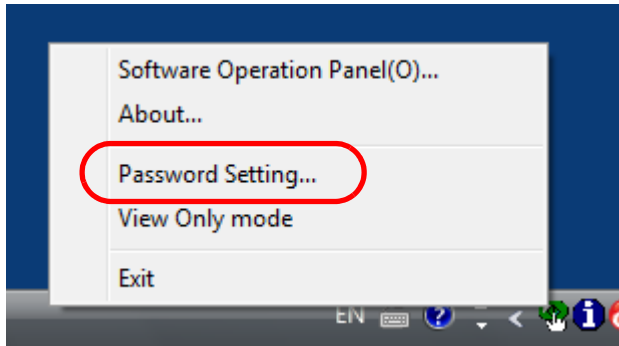 Software Operation Panel(O)...
About...
Password Setting...
View Only mode
Exit
EN